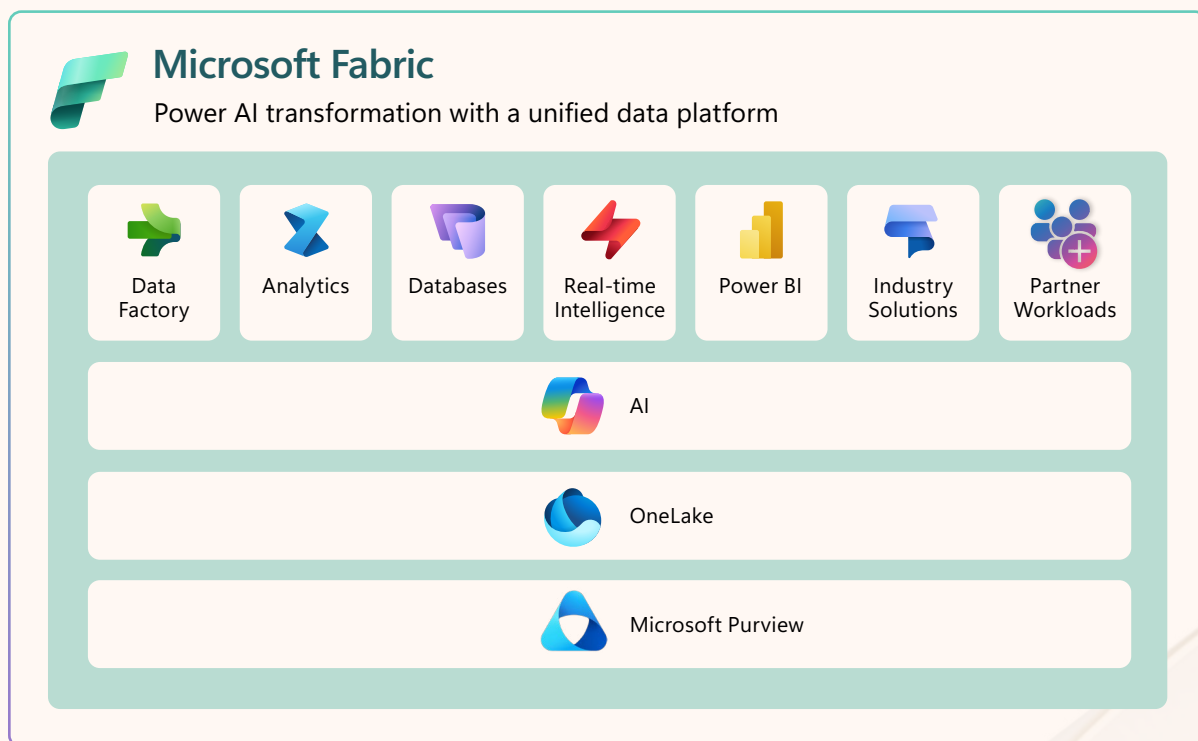 Microsoft Fabric
Power AI transformation with a unified data platform
Data
Factory
Analytics
Databases
Real-time
Intelligence
Power BI
Industry
Solutions
Partner
Workloads
AI
OneLake
Microsoft Purview